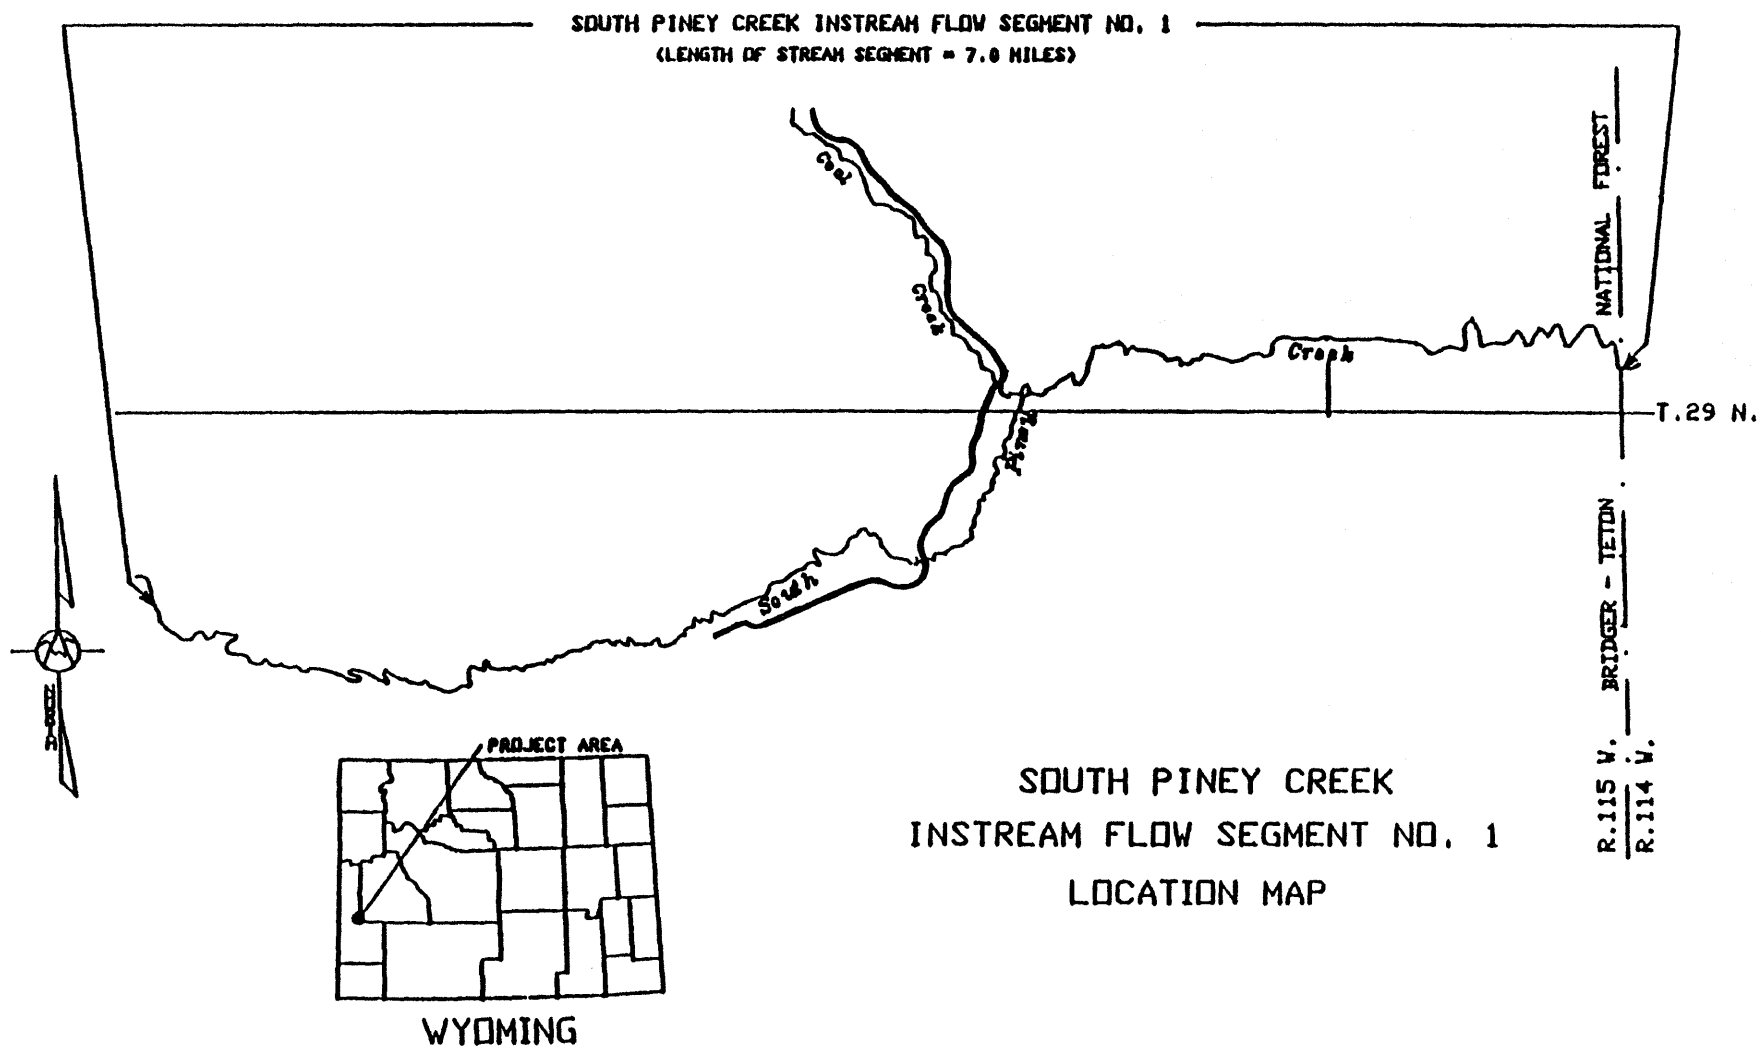 SOUTH PINEY CREEK INSTREAM FLOW SEGMENT NO. 1
(LENGTH OF STREAM SEGMENT = 7.0 MILES)
Coal
Creek
NATIONAL FOREST
Creek
T.29 N.
Piney
South
BRIDGER - TETON
R.115 W.
R.114 W.
PROJECT AREA
SOUTH PINEY CREEK
INSTREAM FLOW SEGMENT NO. 1
LOCATION MAP
WYOMING